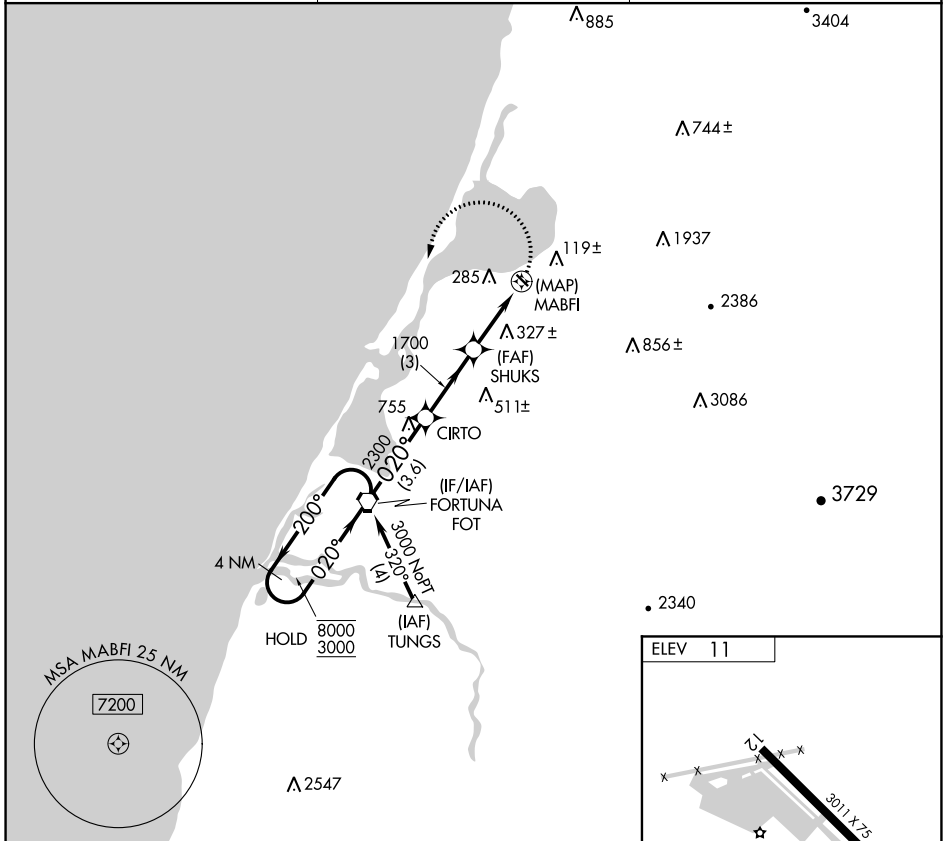 885
3404
744±
1937
119±
285
(MAP)
MABFI
2386
327±
856±
1700
(3)
(FAF)
SHUKS
3086
511±
755
CIRTO
2300
020°
(3.6)
(IF/IAF)
FORTUNA
FOT
3729
200°
020°
4 NM
3000 NoPT
320°
(4)
HOLD
8000
3000
(IAF)
TUNGS
2340
ELEV 11
MSA MABFI 25 NM
7200
2547
12
3011 X 75